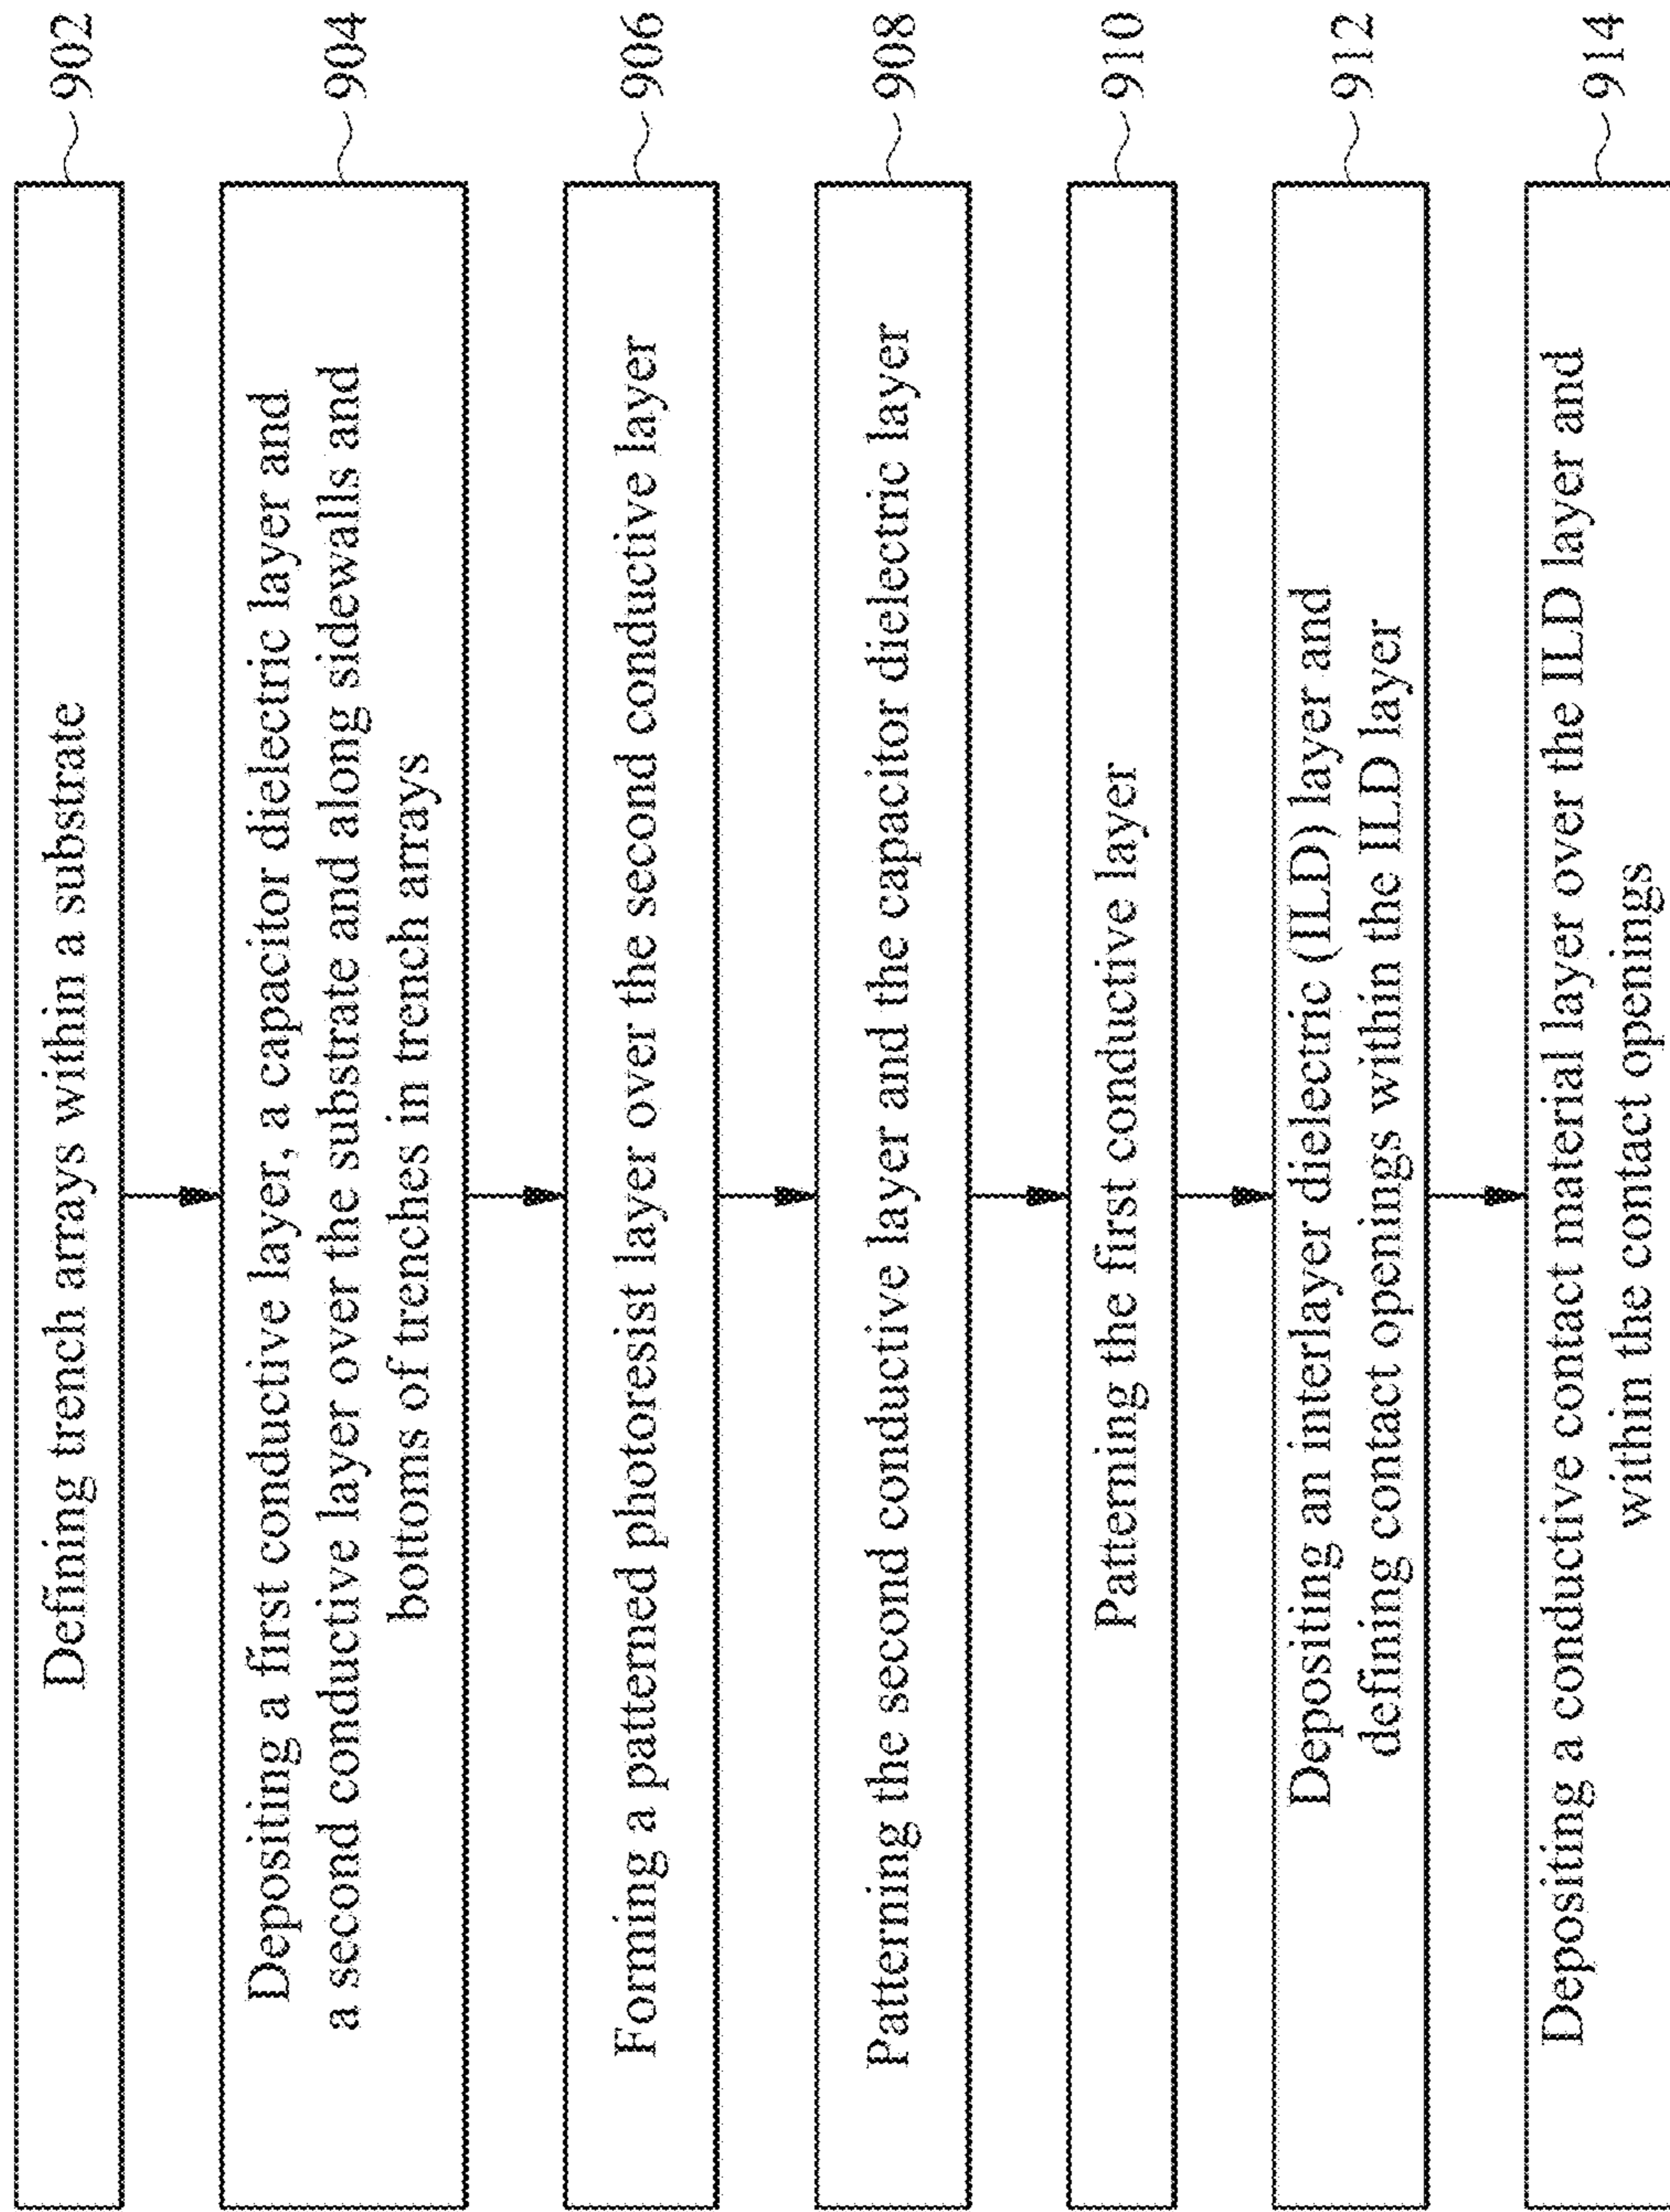 Defining trench arrays within a substrate
902
Depositing a first conductive layer, a capacitor dielectric layer and
a second conductive layer over the substrate and along sidewalls and
bottoms of trenches in trench arrays
904
Forming a patterned photoresist layer over the second conductive layer
906
Patterning the second conductive layer and the capacitor dielectric layer
908
Patterning the first conductive layer
910
Depositing an interlayer dielectric (ILD) layer and
defining contact openings within the ILD layer
912
Depositing a conductive contact material layer over the ILD layer and
within the contact openings
914